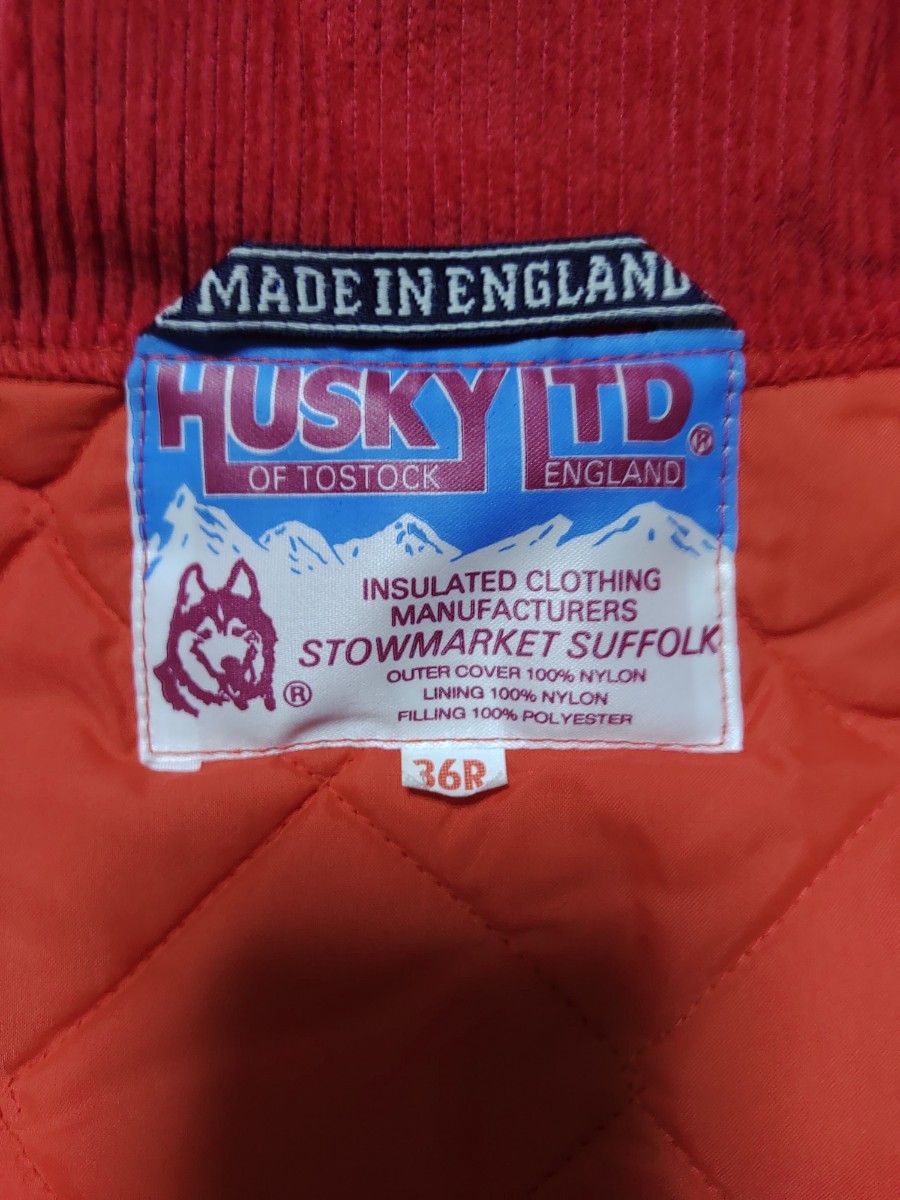 MADE IN ENGLAND
HUSKY LTD ®
OF TOSTOCK ENGLAND
INSULATED CLOTHING
MANUFACTURERS
STOWMARKET SUFFOLK
OUTER COVER 100% NYLON
LINING 100% NYLON
FILLING 100% POLYESTER
®
36R